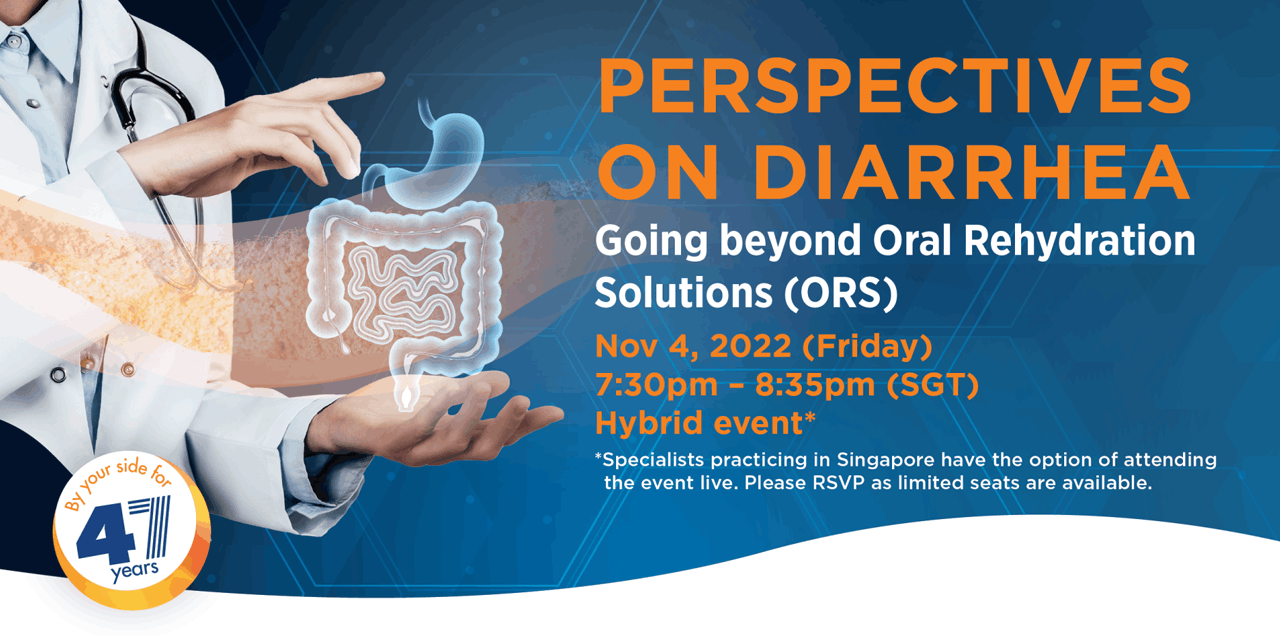 PERSPECTIVES
ON DIARRHEA
Going beyond Oral Rehydration
Solutions (ORS)
Nov 4, 2022 (Friday)
7:30pm – 8:35pm (SGT)
Hybrid event*
*Specialists practicing in Singapore have the option of attending
the event live. Please RSVP as limited seats are available.
By your side for
47
years